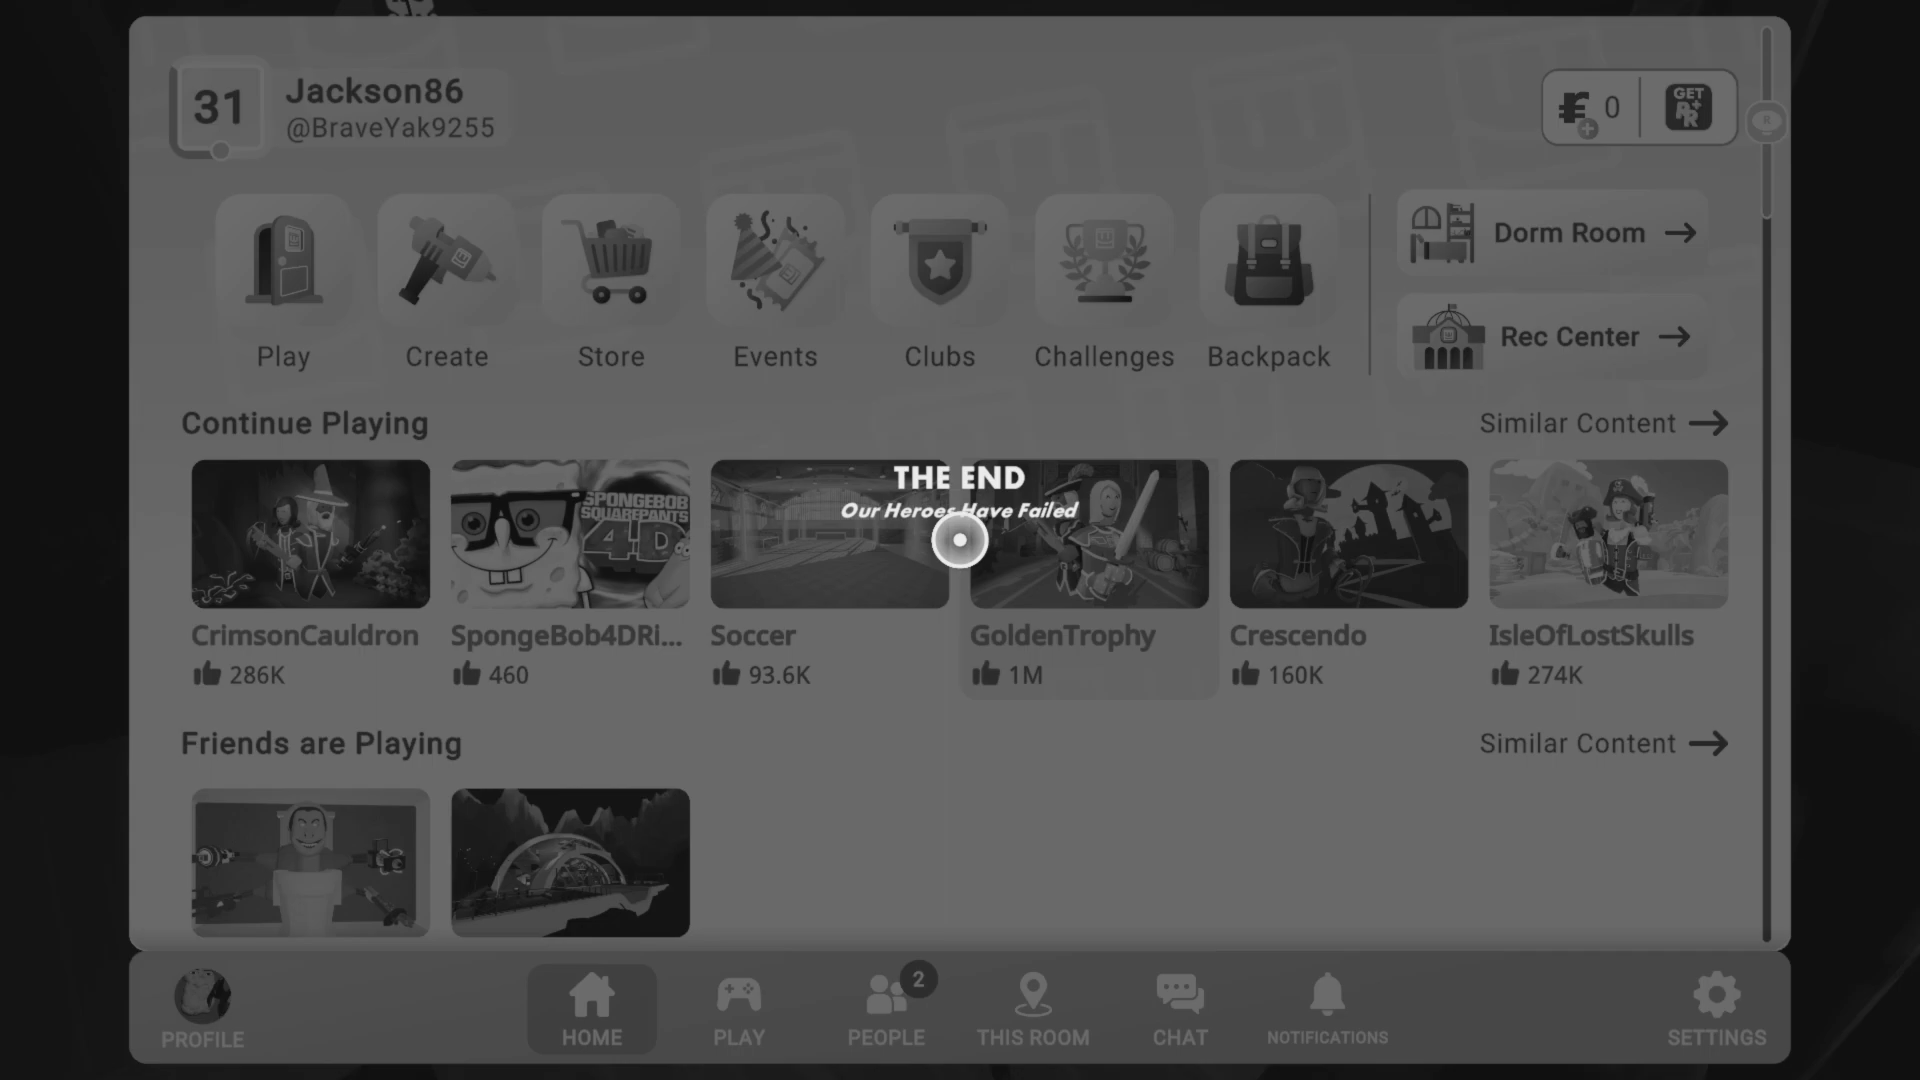 31
Jackson86
@BraveYak9255
0
GET
R+
R
Play
Create
Store
Events
Clubs
Challenges
Backpack
Dorm Room
Rec Center
Continue Playing
Similar Content
THE END
Our Heroes Have Failed
SPONGEBOB
SQUAREPANTS
4-D
CrimsonCauldron
SpongeBob4DRi...
Soccer
GoldenTrophy
Crescendo
IsleOfLostSkulls
286K
460
93.6K
1M
160K
274K
Friends are Playing
Similar Content
2
PROFILE
HOME
PLAY
PEOPLE
THIS ROOM
CHAT
NOTIFICATIONS
SETTINGS